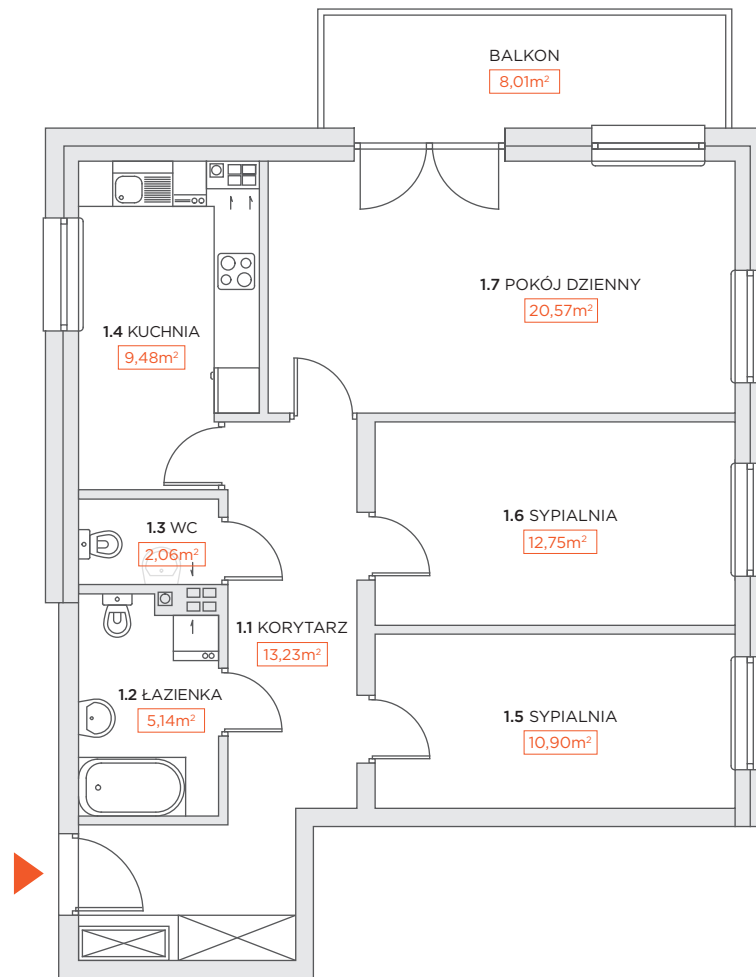 BALKON
8,01m²
1.7 POKÓJ DZIENNY
20,57m²
1.4 KUCHNIA
9,48m²
1.6 SYPIALNIA
12,75m²
1.3 WC
2,06m²
1.1 KORYTARZ
13,23m²
1.2 ŁAZIENKA
5,14m²
1.5 SYPIALNIA
10,90m²